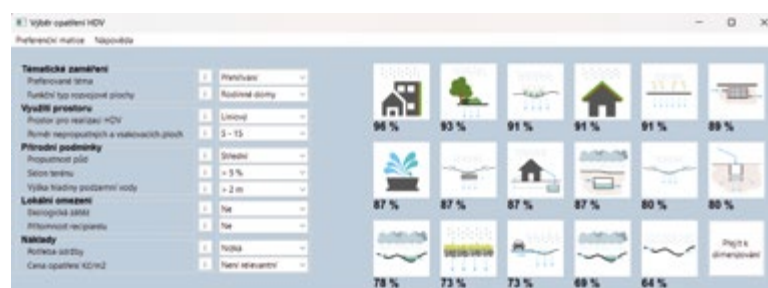 Výběr opatření HDV
Preferenční matice Nápověda
Tématické zaměření
Preferované téma Přehřívání
Funkční typ rozvojové plochy Rodinné domy
Využití prostoru
Prostor pro realizaci HDV Liniový
Poměr nepropustných a vsakovacích ploch 5 - 15
Přírodní podmínky
Propustnost půd Střední
Sklon terénu < 5 %
Výška hladiny podzemní vody > 2 m
Lokální omezení
Ekologická zátěž Ne
Přítomnost recipientu Ne
Náklady
Potřeba údržby Nízká
Cena opatření Kč/m2 Není relevantní
96 % 93 % 91 % 91 % 91 % 89 %
87 % 87 % 87 % 87 % 80 % 80 %
Přejít k
dimenzování
78 % 73 % 73 % 69 % 64 %